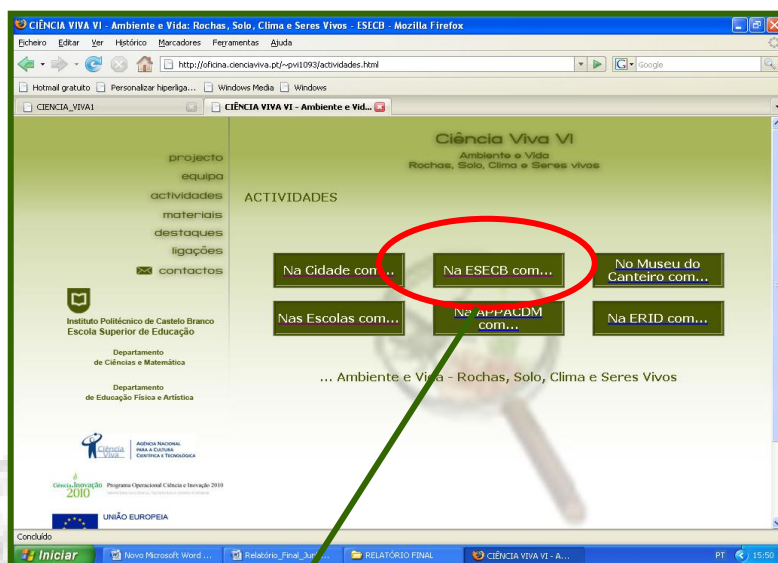 CIÊNCIA VIVA VI - Ambiente e Vida: Rochas, Solo, Clima e Seres Vivos - ESECB - Mozilla Firefox
Ficheiro Editar Ver Histórico Marcadores Ferramentas Ajuda
http://oficina.cienciaviva.pt/~pvi1093/actividades.html
Google
Hotmail gratuito Personalizar hiperliga... Windows Media Windows
CIENCIA_VIVA1
CIÊNCIA VIVA VI - Ambiente e Vid...
Ciência Viva VI
Ambiente e Vida
Rochas, Solo, Clima e Seres vivos
projecto
equipa
actividades
materiais
destaques
ligações
contactos
Instituto Politécnico de Castelo Branco
Escola Superior de Educação
Departamento
de Ciências e Matemática
Departamento
de Educação Física e Artística
Ciência Viva
AGÊNCIA NACIONAL
PARA A CULTURA
CIENTÍFICA E TECNOLÓGICA
Ciência.Inovação
2010
Programa Operacional Ciência e Inovação 2010
UNIÃO EUROPEIA
ACTIVIDADES
Na Cidade com...
Na ESECB com...
No Museu do
Canteiro com...
Nas Escolas com...
Na APPACDM
com...
Na ERID com...
... Ambiente e Vida - Rochas, Solo, Clima e Seres Vivos
Concluído
Iniciar
Novo Microsoft Word ...
Relatório_Final_Jun...
RELATÓRIO FINAL
CIÊNCIA VIVA VI - A...
PT
15:50